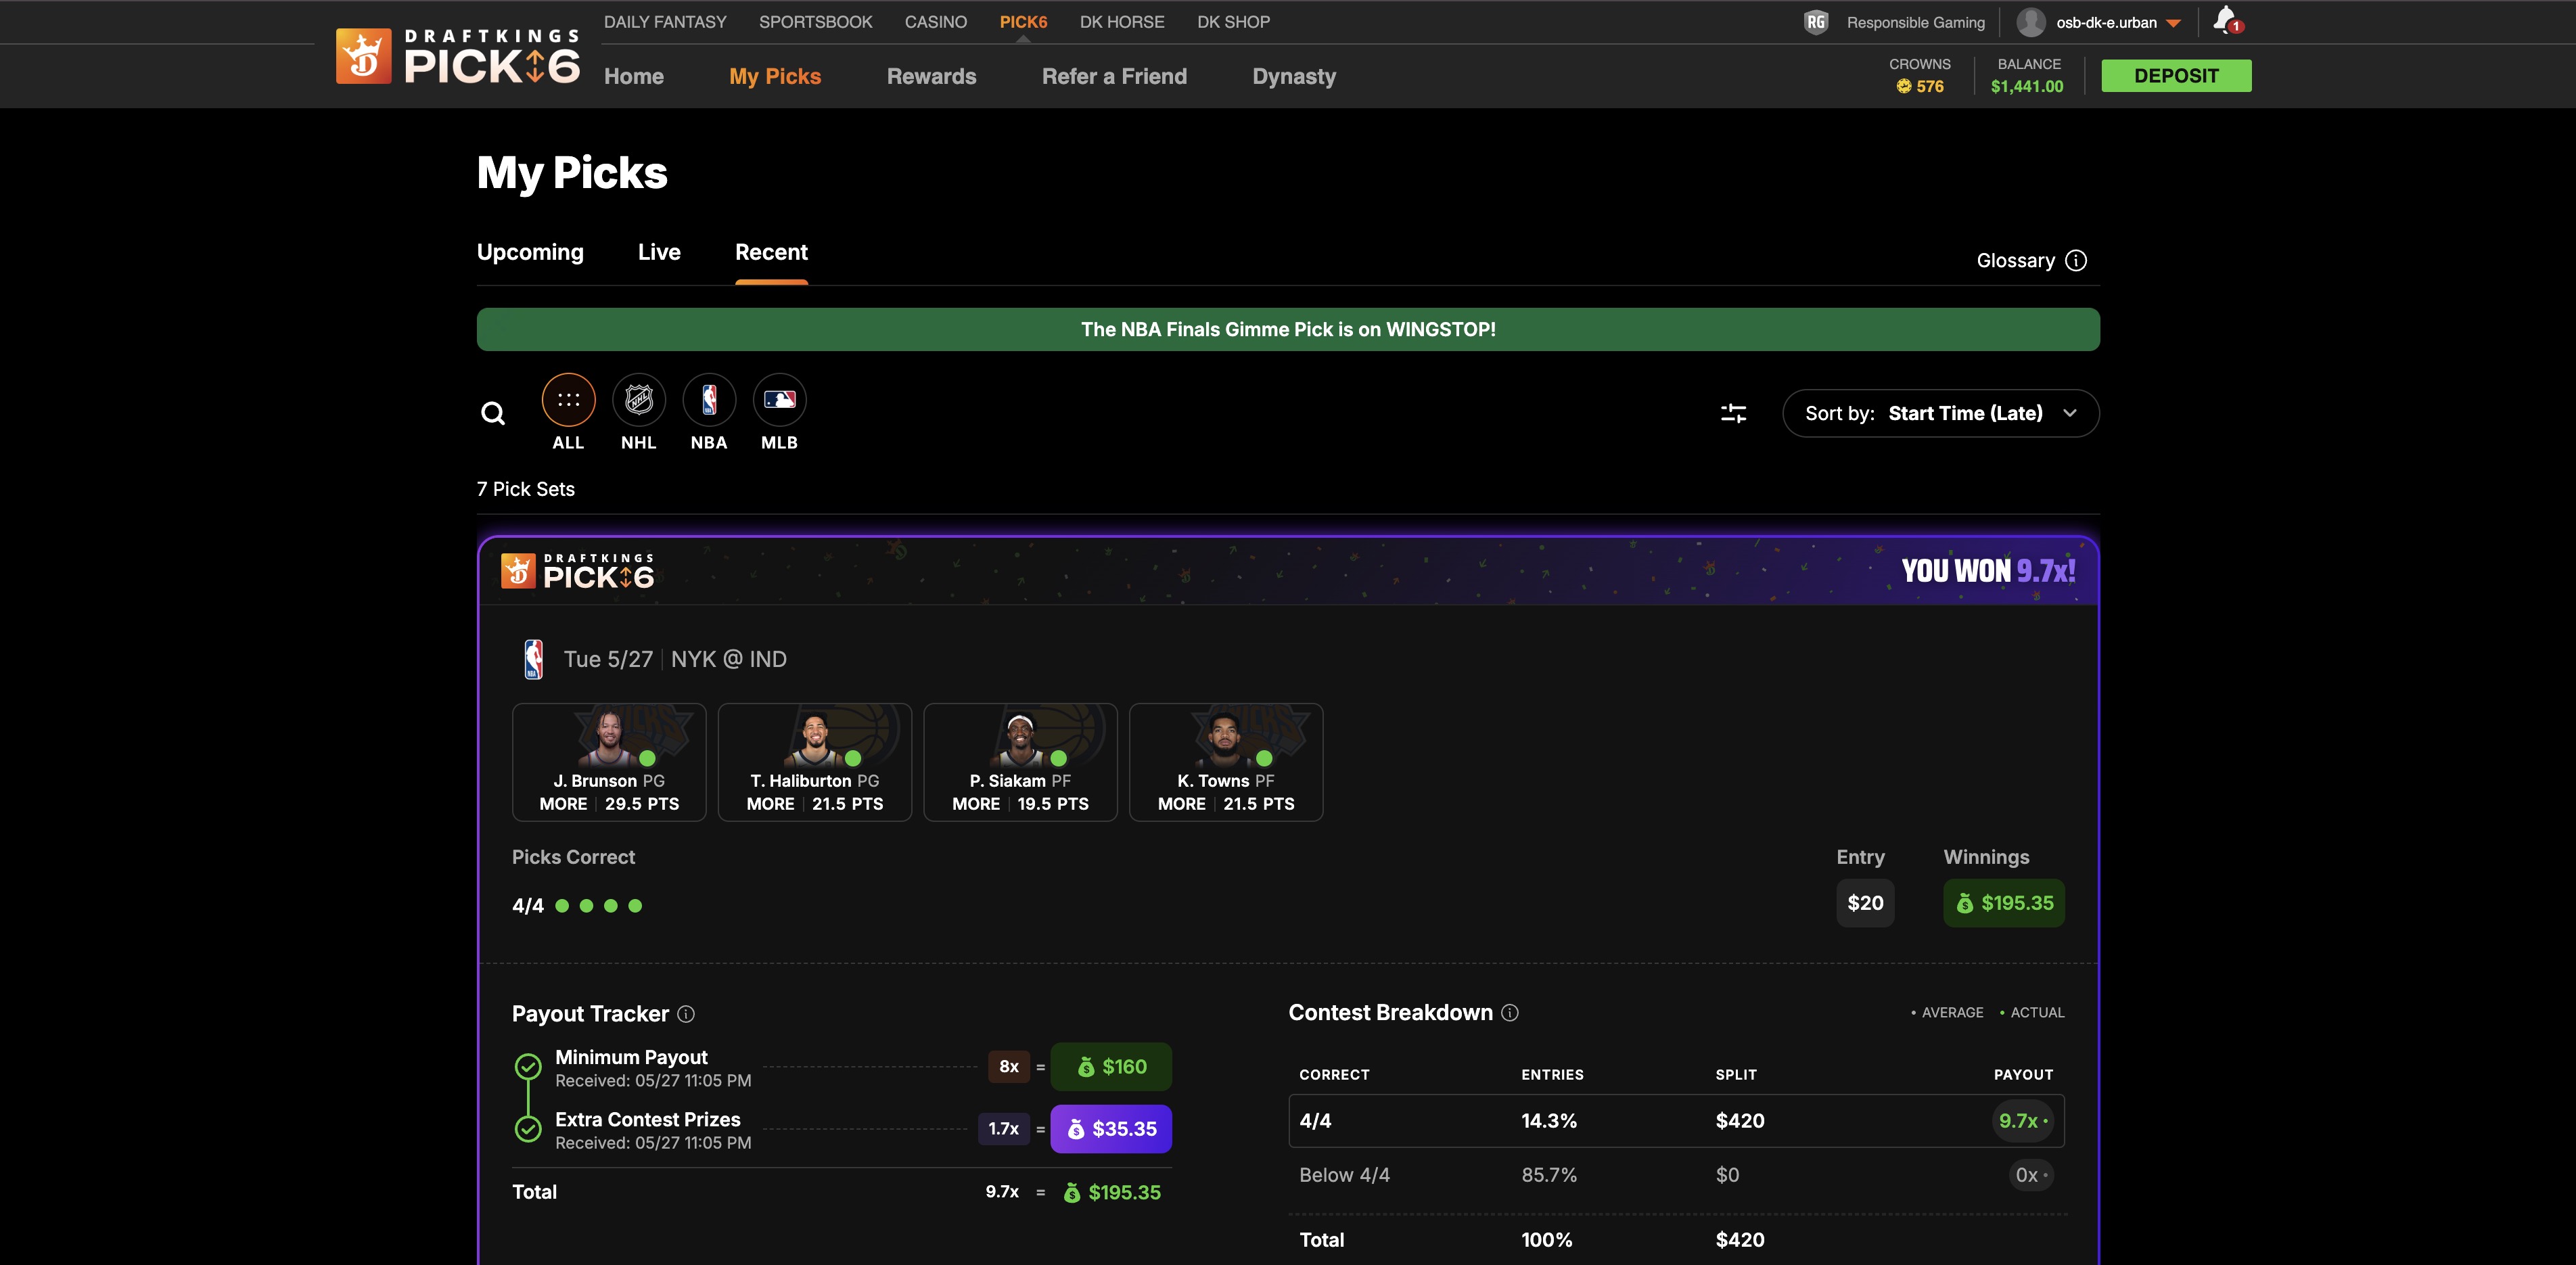 DAILY FANTASY SPORTSBOOK CASINO PICK6 DK HORSE DK SHOP
RG Responsible Gaming osb-dk-e.urban 1
DRAFTKINGS
PICK6
Home My Picks Rewards Refer a Friend Dynasty
CROWNS BALANCE
576 $1,441.00
DEPOSIT
My Picks
Upcoming Live Recent
Glossary
The NBA Finals Gimme Pick is on WINGSTOP!
ALL NHL NBA MLB
Sort by: Start Time (Late)
7 Pick Sets
DRAFTKINGS
PICK6
YOU WON 9.7x!
Tue 5/27 | NYK @ IND
J. Brunson PG
MORE | 29.5 PTS
T. Haliburton PG
MORE | 21.5 PTS
P. Siakam PF
MORE | 19.5 PTS
K. Towns PF
MORE | 21.5 PTS
Picks Correct
4/4
Entry Winnings
$20 $195.35
Payout Tracker
Minimum Payout 8x = $160
Received: 05/27 11:05 PM
Extra Contest Prizes 1.7x = $35.35
Received: 05/27 11:05 PM
Total 9.7x = $195.35
Contest Breakdown
• AVERAGE • ACTUAL
CORRECT ENTRIES SPLIT PAYOUT
4/4 14.3% $420 9.7x •
Below 4/4 85.7% $0 0x •
Total 100% $420